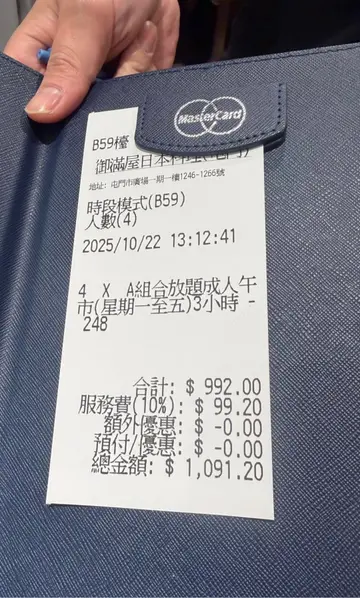 MasterCard
B59檯
御滿屋日本料理(屯門)
地址: 屯門市廣場一期一樓1246-1266號
時段模式(B59)
人數(4)
2025/10/22 13:12:41
4 X A組合放題成人午
市(星期一至五)3小時 -
248
合計: $ 992.00
服務費(10%): $ 99.20
額外優惠: $ -0.00
預付/優惠: $ -0.00
總金額: $ 1,091.20